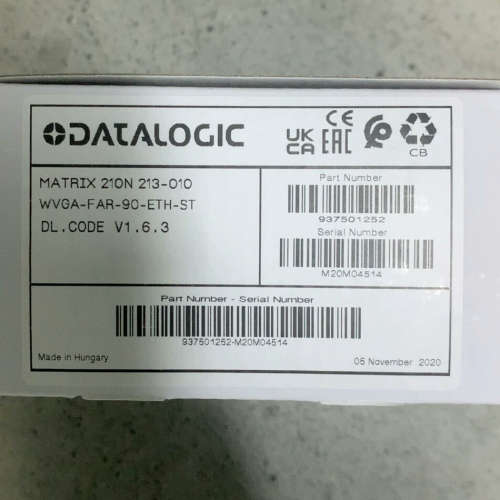 DATALOGIC
CE
UK CA EAC
CB
MATRIX 210N 213-010
WVGA-FAR-90-ETH-ST
DL.CODE V1.6.3
Part Number
937501252
Serial Number
M20M04514
Part Number - Serial Number
937501252-M20M04514
Made in Hungary
05 November 2020